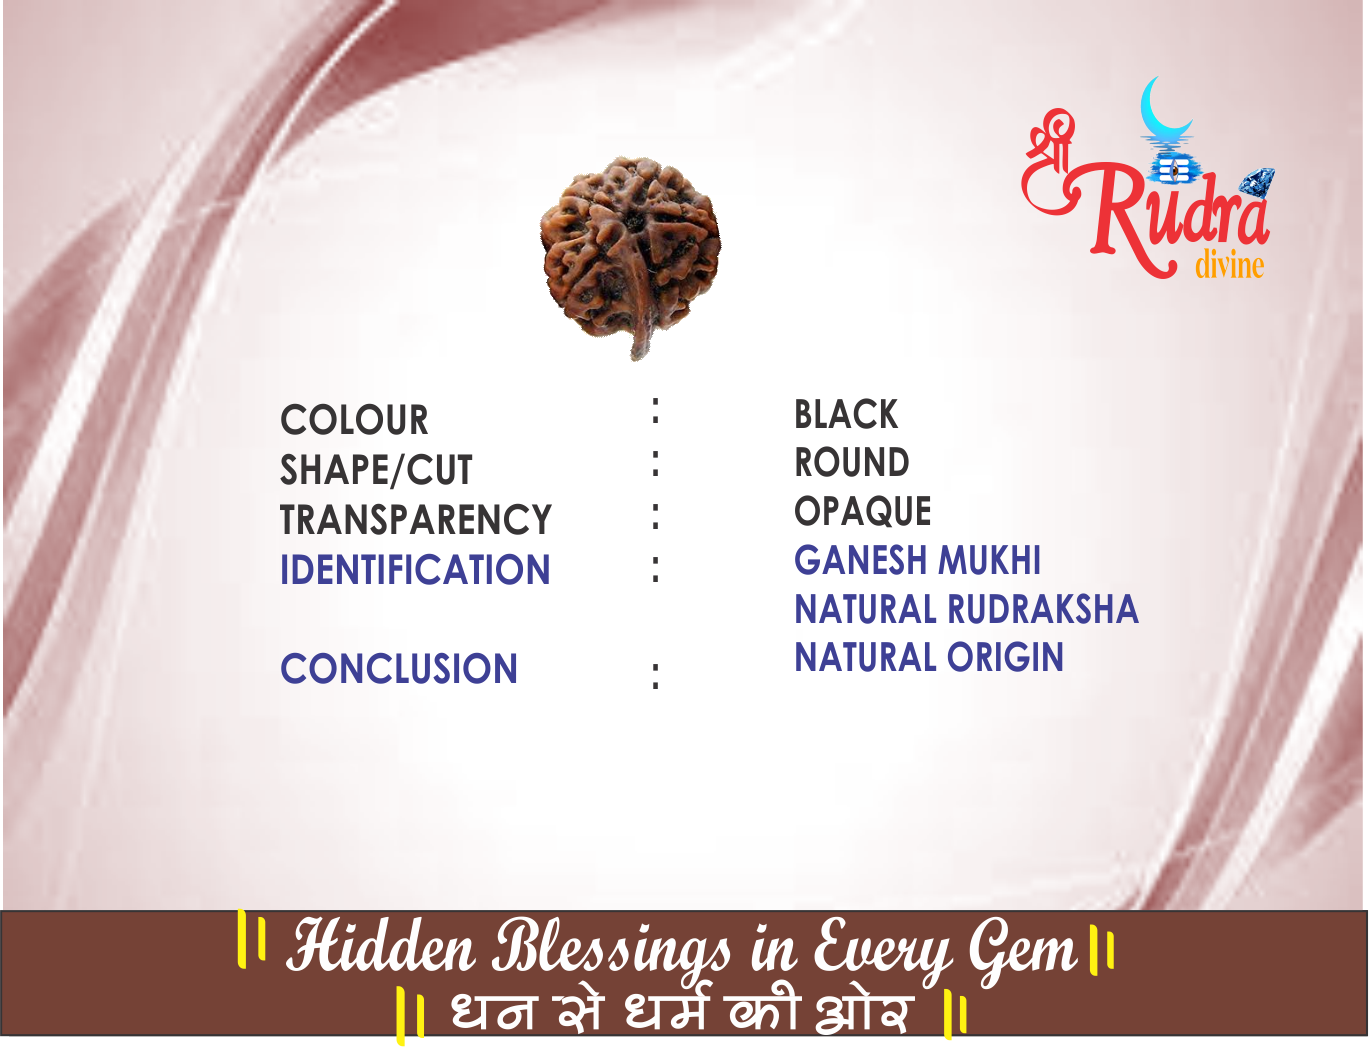 श्री Rudra
divine
COLOUR : BLACK
SHAPE/CUT : ROUND
TRANSPARENCY : OPAQUE
IDENTIFICATION : GANESH MUKHI
NATURAL RUDRAKSHA
CONCLUSION : NATURAL ORIGIN
|| Hidden Blessings in Every Gem ||
|| धन से धर्म की ओर ||